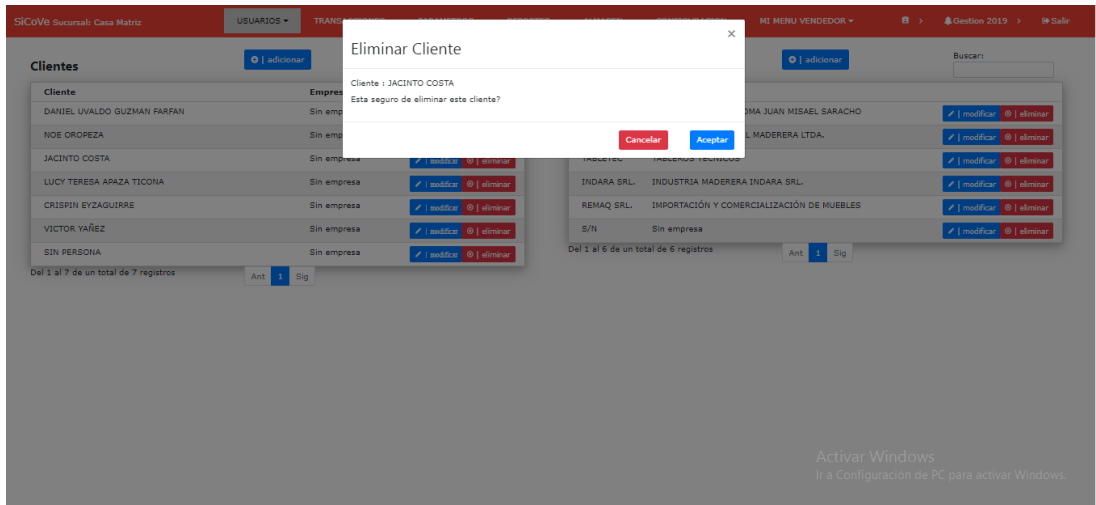 SiCoVe Sucursal: Casa Matriz USUARIOS MI MENU VENDEDOR Gestion 2019 Salir
Eliminar Cliente ×
Cliente : JACINTO COSTA
Esta seguro de eliminar este cliente?
Cancelar Aceptar
Clientes | adicionar
Cliente
DANIEL UVALDO GUZMAN FARFAN Sin emp
NOE OROPEZA Sin emp
JACINTO COSTA Sin empresa | modificar | eliminar
LUCY TERESA APAZA TICONA Sin empresa | modificar | eliminar
CRISPIN EYZAGUIRRE Sin empresa | modificar | eliminar
VICTOR YAÑEZ Sin empresa | modificar | eliminar
SIN PERSONA Sin empresa | modificar | eliminar
Del 1 al 7 de un total de 7 registros
Ant 1 Sig
| adicionar Buscar:
JUAN MISAEL SARACHO | modificar | eliminar
MADERERA LTDA. | modificar | eliminar
TABLETEC TABLEROS TECNICOS | modificar | eliminar
INDARA SRL. INDUSTRIA MADERERA INDARA SRL. | modificar | eliminar
REMAQ SRL. IMPORTACIÓN Y COMERCIALIZACIÓN DE MUEBLES | modificar | eliminar
S/N Sin empresa | modificar | eliminar
Del 1 al 6 de un total de 6 registros
Ant 1 Sig
Activar Windows
Ir a Configuración de PC para activar Windows.